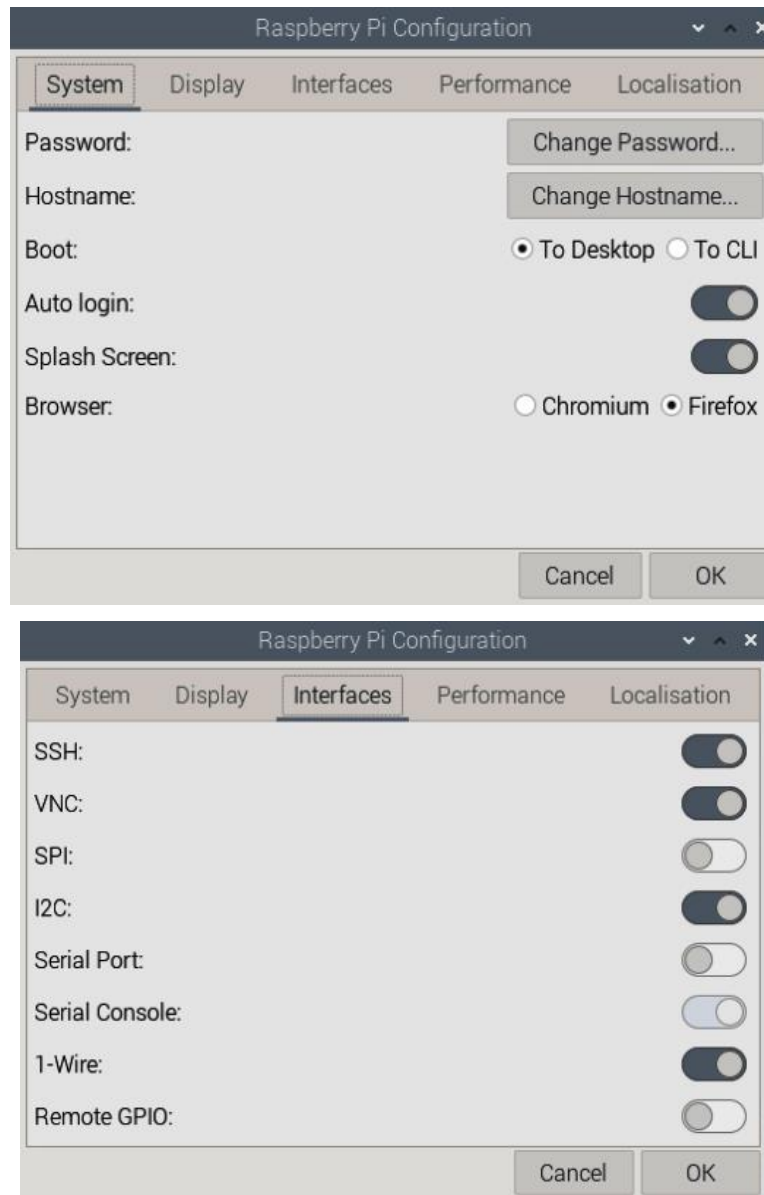 Raspberry Pi Configuration
System Display Interfaces Performance Localisation
Password: Change Password...
Hostname: Change Hostname...
Boot: To Desktop To CLI
Auto login:
Splash Screen:
Browser: Chromium Firefox
Cancel OK
Raspberry Pi Configuration
System Display Interfaces Performance Localisation
SSH:
VNC:
SPI:
I2C:
Serial Port:
Serial Console:
1-Wire:
Remote GPIO:
Cancel OK